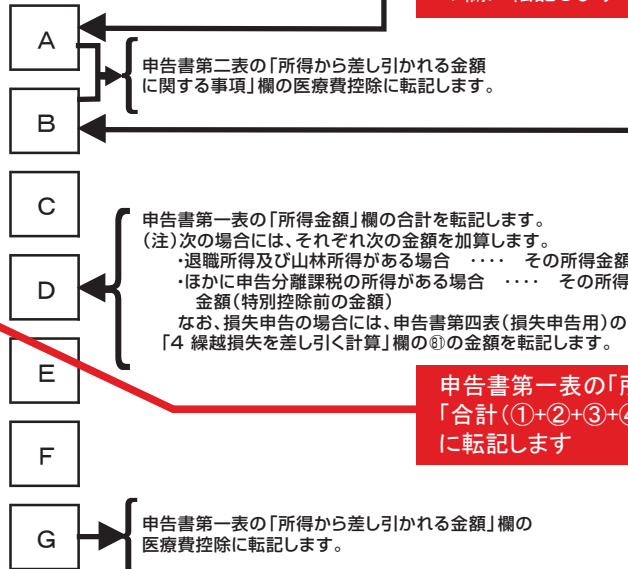 A
申告書第二表の「所得から差し引かれる金額
に関する事項」欄の医療費控除に転記します。
B
C
申告書第一表の「所得金額」欄の合計を転記します。
(注)次の場合には、それぞれ次の金額を加算します。
・退職所得及び山林所得がある場合 ‥‥ その所得金額
D
・ほかに申告分離課税の所得がある場合 ‥‥ その所得
金額(特別控除前の金額)
なお、損失申告の場合には、申告書第四表(損失申告用)の
「4 繰越損失を差し引く計算」欄の㊶の金額を転記します。
E
申告書第一表の「所
「合計(①+②+③+④
に転記します
F
G
申告書第一表の「所得から差し引かれる金額」欄の
医療費控除に転記します。